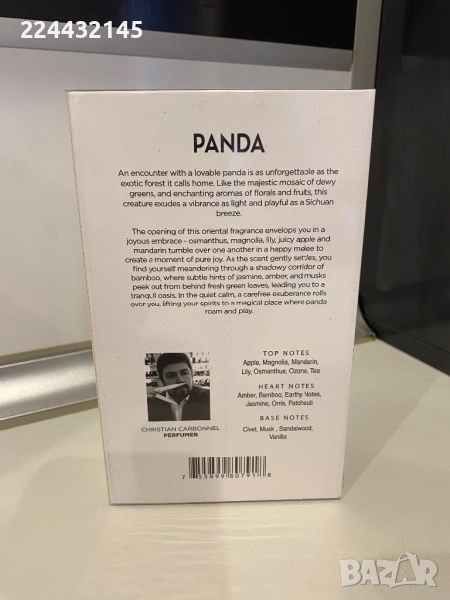 224432145
PANDA
An encounter with a lovable panda is as unforgettable as the
exotic forest it calls home. Like the majestic mosaic of dewy
greens, and enchanting aromas of florals and fruits, this
creature exudes a vibrance as light and playful as a Sichuan
breeze.
The opening of this oriental fragrance envelops you in a
joyous embrace - osmanthus, magnolia, lily, juicy apple and
mandarin tumble over one another in a happy melee to
create a moment of pure joy. As the scent gently settles, you
find yourself meandering through a shadowy corridor of
bamboo, where subtle hints of jasmine, amber, and musks
peek out from behind fresh green leaves, leading you to a
tranquil oasis. In the quiet calm, a carefree exuberance rolls
over you, lifting your spirits to a magical place where panda
roam and play.
TOP NOTES
Apple, Magnolia, Mandarin,
Lily, Osmanthus, Ozone, Tea
HEART NOTES
Amber, Bamboo, Earthy Notes,
Jasmine, Orris, Patchouli
BASE NOTES
Civet, Musk , Sandalwood,
Vanilla
CHRISTIAN CARBONNEL
PERFUMER
7 55899 80795 8
BAZAR